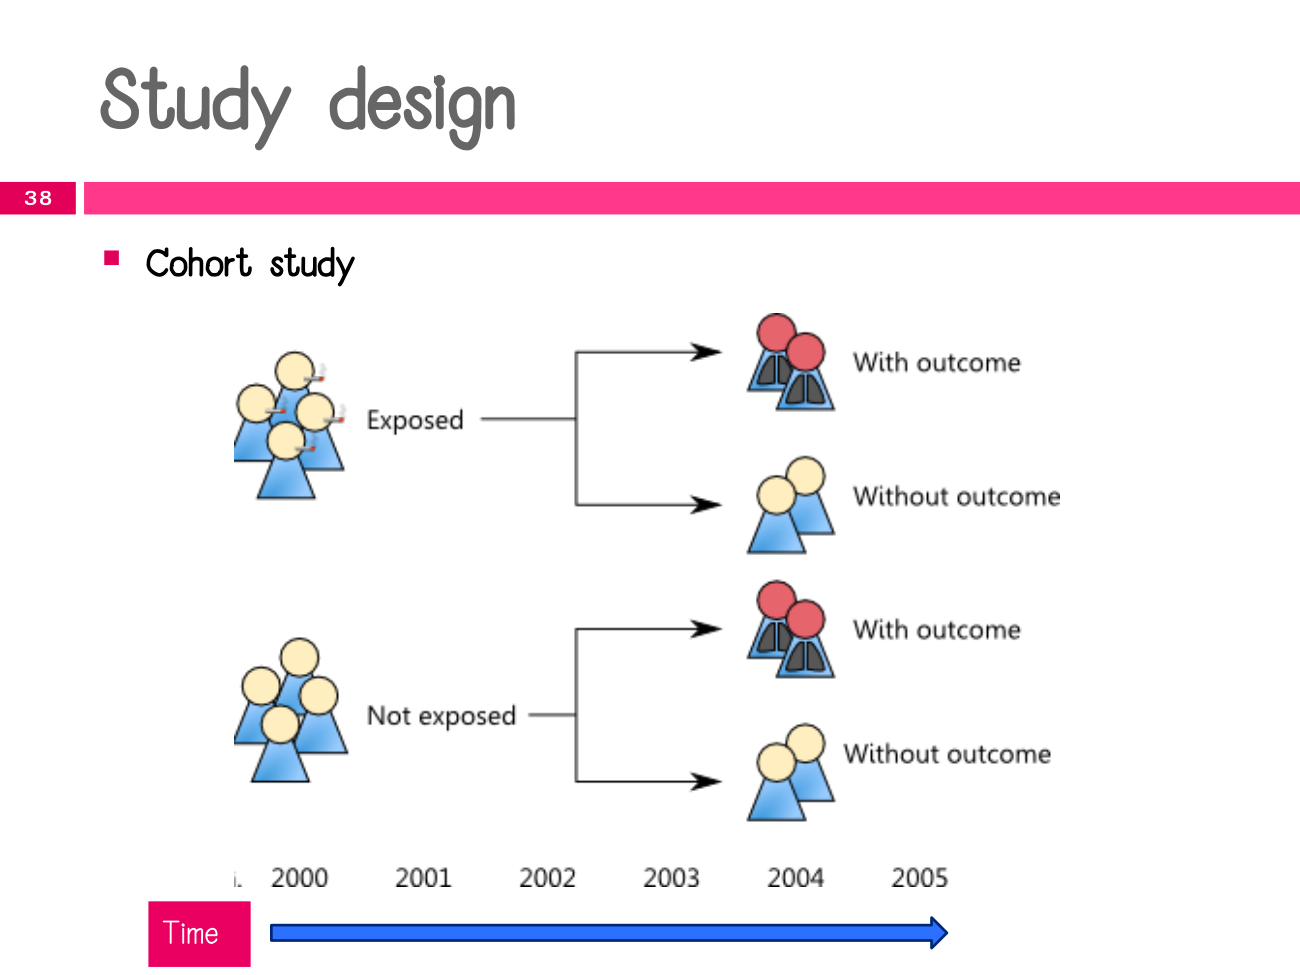 Study design
38
Cohort study
With outcome
Exposed
Without outcome
With outcome
Not exposed
Without outcome
2000 2001 2002 2003 2004 2005
Time